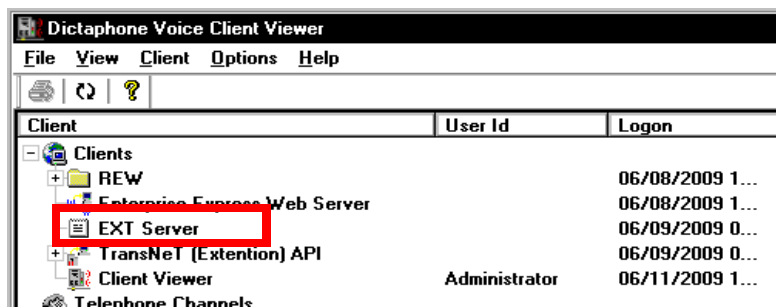 Dictaphone Voice Client Viewer
File View Client Options Help
Client User Id Logon
Clients
REW 06/08/2009 1...
Enterprise Express Web Server 06/08/2009 1...
EXT Server 06/09/2009 0...
TransNeT (Extention) API 06/09/2009 0...
Client Viewer Administrator 06/11/2009 1...
Telephone Channels